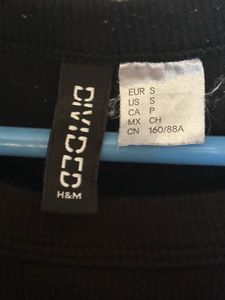 DIVIDED
H&M
EUR S
US S
CA P
MX CH
CN 160/88A